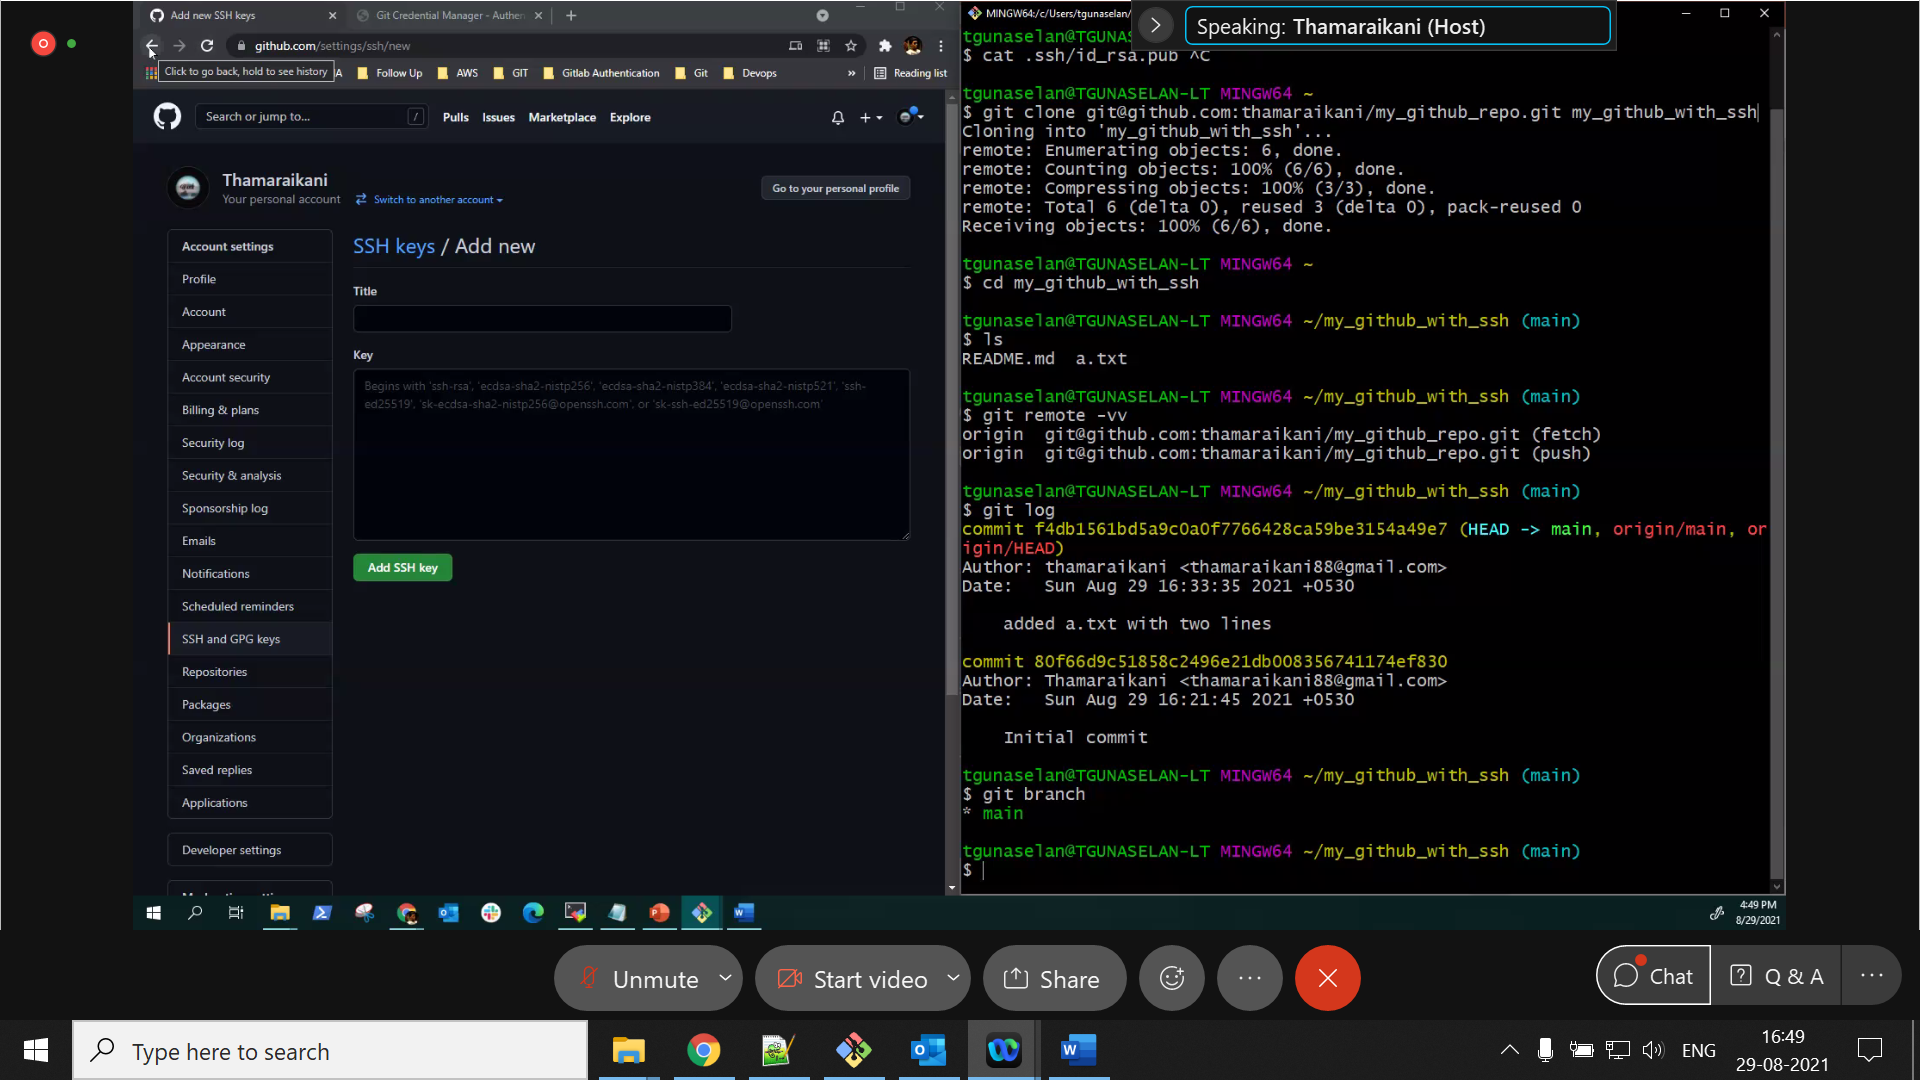 Add new SSH keys
Git Credential Manager - Authen
github.com/settings/ssh/new
Click to go back, hold to see history
A
Follow Up
AWS
GIT
Gitlab Authentication
Git
Devops
»
Reading list
Search or jump to...
/
Pulls
Issues
Marketplace
Explore
Thamaraikani
Your personal account
Switch to another account
Go to your personal profile
Account settings
Profile
Account
Appearance
Account security
Billing & plans
Security log
Security & analysis
Sponsorship log
Emails
Notifications
Scheduled reminders
SSH and GPG keys
Repositories
Packages
Organizations
Saved replies
Applications
Developer settings
SSH keys / Add new
Title
Key
Begins with 'ssh-rsa', 'ecdsa-sha2-nistp256', 'ecdsa-sha2-nistp384', 'ecdsa-sha2-nistp521', 'ssh-
ed25519', 'sk-ecdsa-sha2-nistp256@openssh.com', or 'sk-ssh-ed25519@openssh.com'
Add SSH key
MINGW64:/c/Users/tgunaselan/
Speaking: Thamaraikani (Host)
$ cat .ssh/id_rsa.pub ^C
tgunaselan@TGUNASELAN-LT MINGW64 ~
$ git clone git@github.com:thamaraikani/my_github_repo.git my_github_with_ssh
Cloning into 'my_github_with_ssh'...
remote: Enumerating objects: 6, done.
remote: Counting objects: 100% (6/6), done.
remote: Compressing objects: 100% (3/3), done.
remote: Total 6 (delta 0), reused 3 (delta 0), pack-reused 0
Receiving objects: 100% (6/6), done.
tgunaselan@TGUNASELAN-LT MINGW64 ~
$ cd my_github_with_ssh
tgunaselan@TGUNASELAN-LT MINGW64 ~/my_github_with_ssh (main)
$ ls
README.md  a.txt
tgunaselan@TGUNASELAN-LT MINGW64 ~/my_github_with_ssh (main)
$ git remote -vv
origin  git@github.com:thamaraikani/my_github_repo.git (fetch)
origin  git@github.com:thamaraikani/my_github_repo.git (push)
tgunaselan@TGUNASELAN-LT MINGW64 ~/my_github_with_ssh (main)
$ git log
commit f4db1561bd5a9c0a0f7766428ca59be3154a49e7 (HEAD -> main, origin/main, or
igin/HEAD)
Author: thamaraikani <thamaraikani88@gmail.com>
Date:   Sun Aug 29 16:33:35 2021 +0530
added a.txt with two lines
commit 80f66d9c51858c2496e21db008356741174ef830
Author: Thamaraikani <thamaraikani88@gmail.com>
Date:   Sun Aug 29 16:21:45 2021 +0530
Initial commit
tgunaselan@TGUNASELAN-LT MINGW64 ~/my_github_with_ssh (main)
$ git branch
* main
tgunaselan@TGUNASELAN-LT MINGW64 ~/my_github_with_ssh (main)
$
4:49 PM
8/29/2021
Unmute
Start video
Share
Chat
Q & A
Type here to search
ENG
16:49
29-08-2021